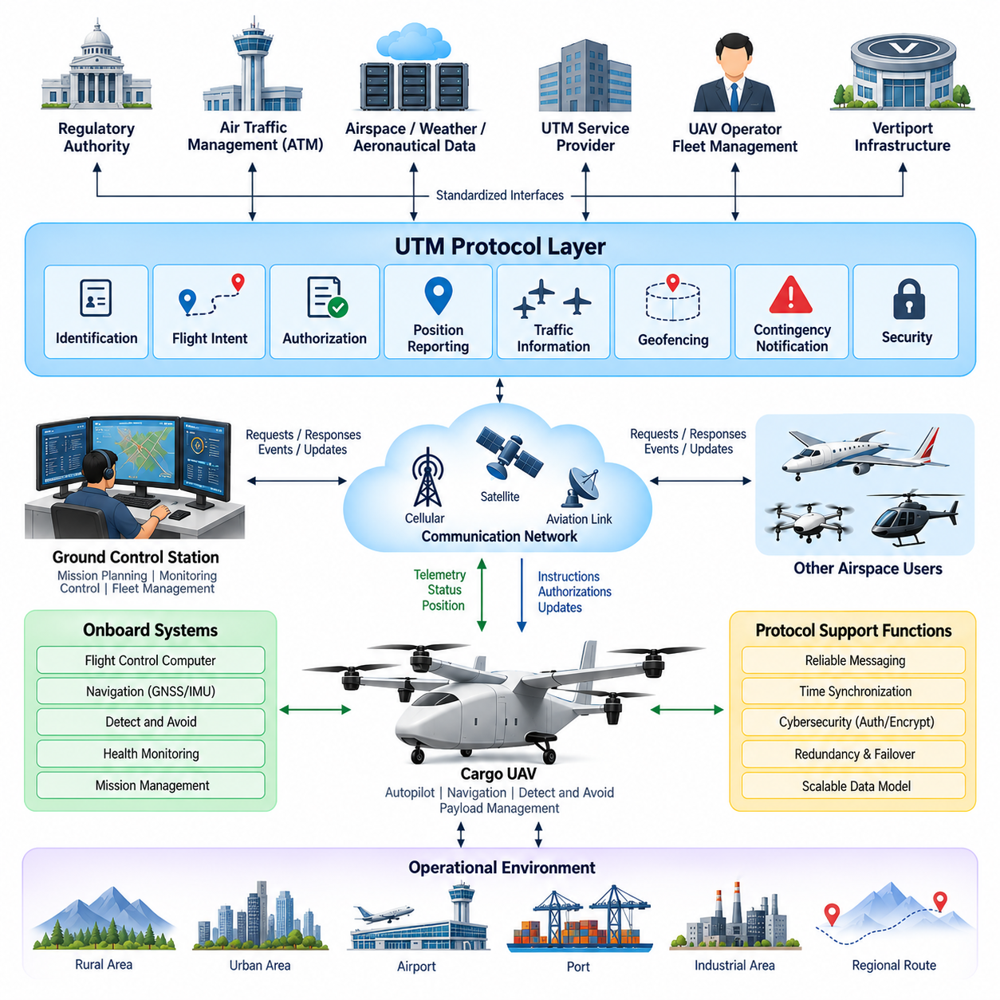 Regulatory
Authority
Air Traffic
Management (ATM)
Airspace / Weather /
Aeronautical Data
UTM Service
Provider
UAV Operator
Fleet Management
V
Vertiport
Infrastructure
Standardized Interfaces
UTM Protocol Layer
Identification
Flight Intent
Authorization
Position
Reporting
Traffic
Information
Geofencing
Contingency
Notification
Security
Requests / Responses
Events / Updates
Cellular
Satellite
Aviation Link
Communication Network
Requests / Responses
Events / Updates
Ground Control Station
Mission Planning | Monitoring
Control | Fleet Management
Other Airspace Users
Telemetry
Status
Position
Instructions
Authorizations
Updates
Onboard Systems
Flight Control Computer
Navigation (GNSS/IMU)
Detect and Avoid
Health Monitoring
Mission Management
Protocol Support Functions
Reliable Messaging
Time Synchronization
Cybersecurity (Auth/Encrypt)
Redundancy & Failover
Scalable Data Model
Cargo UAV
Autopilot | Navigation | Detect and Avoid
Payload Management
Operational Environment
Rural Area
Urban Area
Airport
Port
Industrial Area
Regional Route